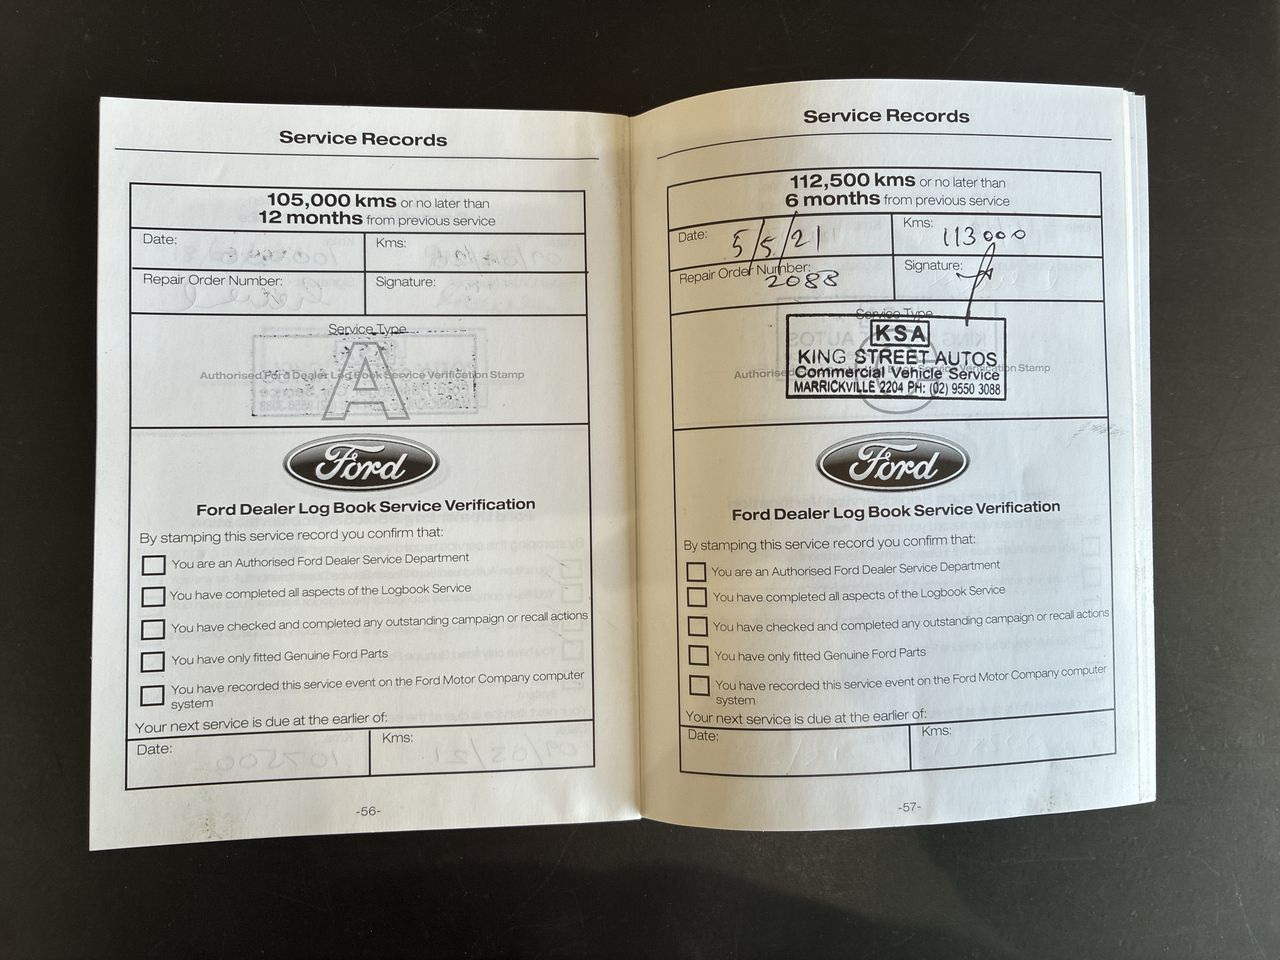 Service Records
105,000 kms or no later than
12 months from previous service
Date:
Kms:
Repair Order Number:
Signature:
Service Type
A
Authorised Ford Dealer Log Book Service Verification Stamp
Ford
Ford Dealer Log Book Service Verification
By stamping this service record you confirm that:
You are an Authorised Ford Dealer Service Department
You have completed all aspects of the Logbook Service
You have checked and completed any outstanding campaign or recall actions
You have only fitted Genuine Ford Parts
You have recorded this service event on the Ford Motor Company computer
system
Your next service is due at the earlier of:
Date:
Kms:
-56-
Service Records
112,500 kms or no later than
6 months from previous service
Date: 5/5/21
Kms: 113000
Repair Order Number:
2088
Signature:
Service Type
KSA
KING STREET AUTOS
Authorised Service Verification Stamp
Commercial Vehicle Service
MARRICKVILLE 2204 PH: (02) 9550 3088
Ford
Ford Dealer Log Book Service Verification
By stamping this service record you confirm that:
You are an Authorised Ford Dealer Service Department
You have completed all aspects of the Logbook Service
You have checked and completed any outstanding campaign or recall actions
You have only fitted Genuine Ford Parts
You have recorded this service event on the Ford Motor Company computer
system
Your next service is due at the earlier of:
Date:
Kms:
-57-